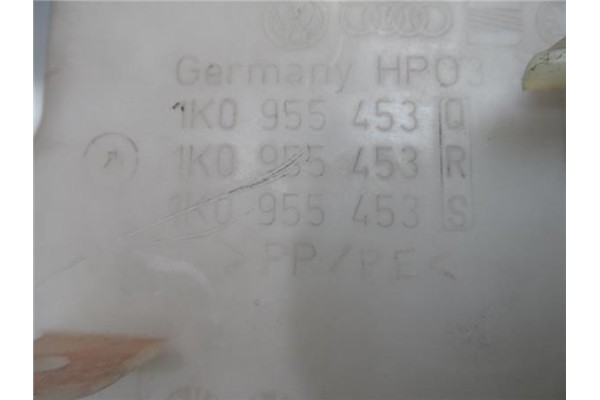 Germany HPO3
1K0 955 453 Q
1K0 955 453 R
1K0 955 453 S
>PP/PE<